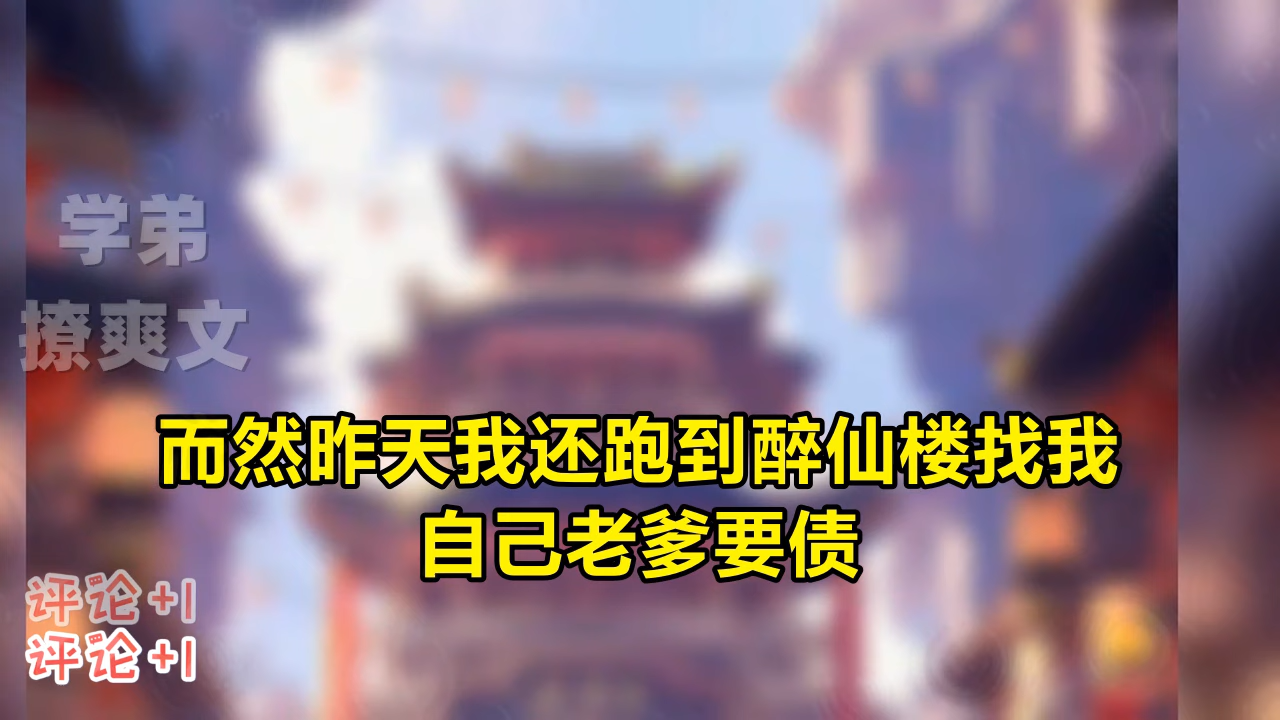 学弟
撩爽文
而然昨天我还跑到醉仙楼找我
自己老爹要债
评论+1
评论+1